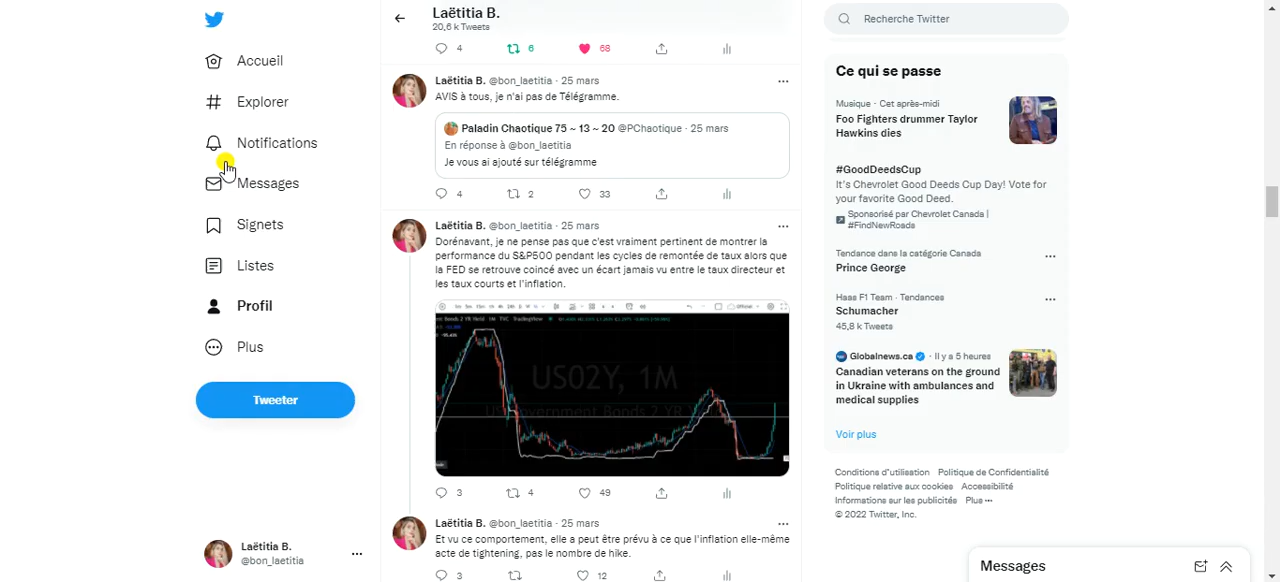 Accueil
Explorer
Notifications
Messages
Signets
Listes
Profil
Plus
Tweeter
Laëtitia B.
@bon_laetitia
Laëtitia B.
20,6 k Tweets
4 6 68
Laëtitia B. @bon_laetitia · 25 mars
AVIS à tous, je n'ai pas de Télégramme.
Paladin Chaotique 75 ~ 13 ~ 20 @PChaotique · 25 mars
En réponse à @bon_laetitia
Je vous ai ajouté sur télégramme
4 2 33
Laëtitia B. @bon_laetitia · 25 mars
Dorénavant, je ne pense pas que c'est vraiment pertinent de montrer la
performance du S&P500 pendant les cycles de remontée de taux alors que
la FED se retrouve coincé avec un écart jamais vu entre le taux directeur et
les taux courts et l'inflation.
US02Y, 1M
US Government Bonds 2 YR
3 4 49
Laëtitia B. @bon_laetitia · 25 mars
Et vu ce comportement, elle a peut être prévu à ce que l'inflation elle-même
acte de tightening, pas le nombre de hike.
3 12
Recherche Twitter
Ce qui se passe
Musique · Cet après-midi
Foo Fighters drummer Taylor
Hawkins dies
#GoodDeedsCup
It's Chevrolet Good Deeds Cup Day! Vote for
your favorite Good Deed.
Sponsorisé par Chevrolet Canada |
#FindNewRoads
Tendance dans la catégorie Canada
Prince George
Haas F1 Team · Tendances
Schumacher
45,8 k Tweets
Globalnews.ca · Il y a 5 heures
Canadian veterans on the ground
in Ukraine with ambulances and
medical supplies
Voir plus
Conditions d'utilisation Politique de Confidentialité
Politique relative aux cookies Accessibilité
Informations sur les publicités Plus ···
© 2022 Twitter, Inc.
Messages